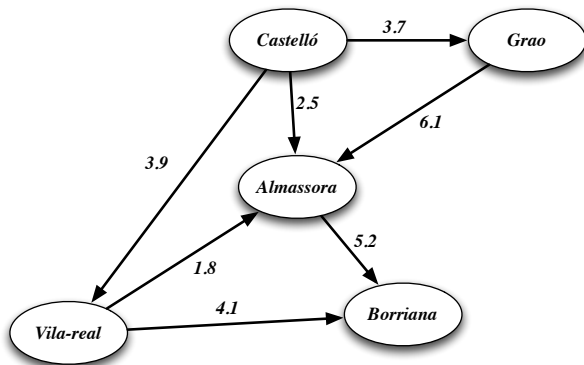 Castelló
3.7
Grao
2.5
6.1
3.9
Almassora
5.2
1.8
4.1
Borriana
Vila-real